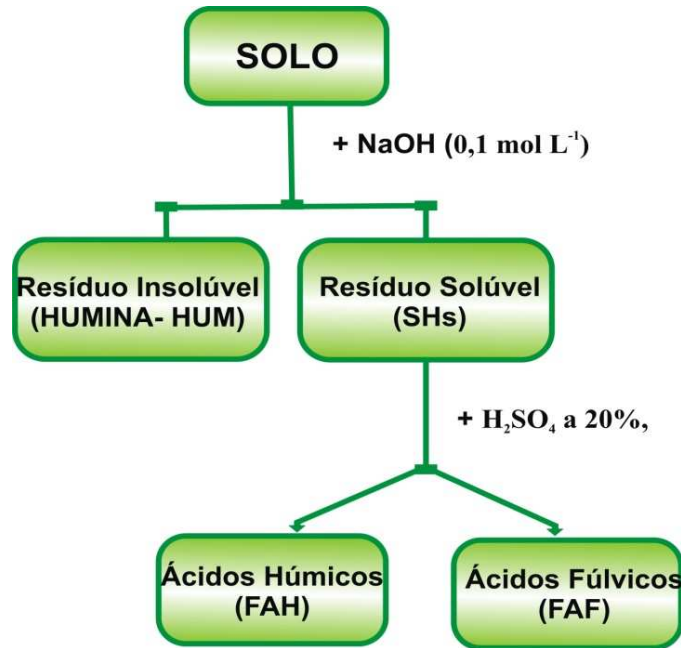 SOLO
+ NaOH (0,1 mol L⁻¹)
Resíduo Insolúvel
(HUMINA- HUM)
Resíduo Solúvel
(SHs)
+ H₂SO₄ a 20%,
Ácidos Húmicos
(FAH)
Ácidos Fúlvicos
(FAF)